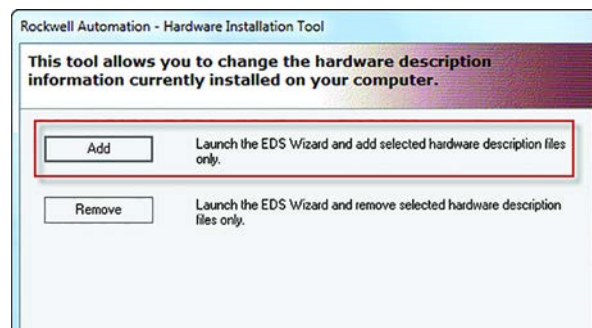 Rockwell Automation - Hardware Installation Tool
This tool allows you to change the hardware description
information currently installed on your computer.
Add
Launch the EDS Wizard and add selected hardware description files
only.
Remove
Launch the EDS Wizard and remove selected hardware description
files only.